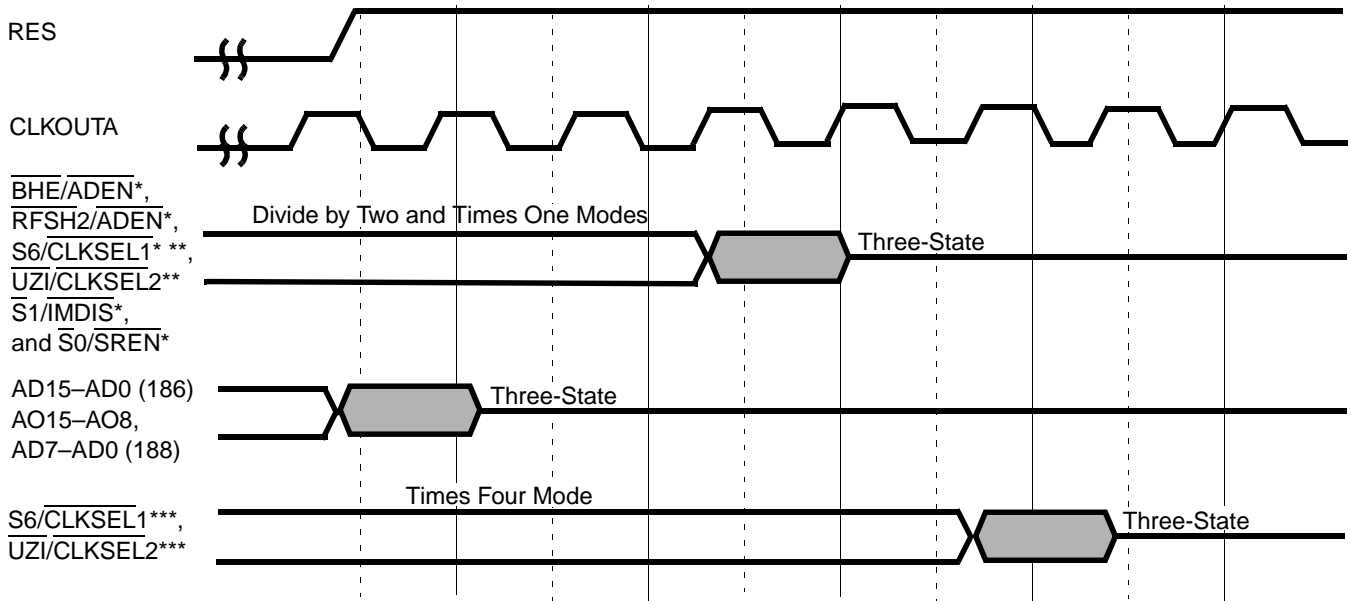 RES
CLKOUTA
BHE/ADEN*,
RFSH2/ADEN*,
S6/CLKSEL1* **,
UZI/CLKSEL2**
S1/IMDIS*,
and S0/SREN*
Divide by Two and Times One Modes
Three-State
AD15–AD0 (186)
AO15–AO8,
AD7–AD0 (188)
Three-State
S6/CLKSEL1***,
UZI/CLKSEL2***
Times Four Mode
Three-State